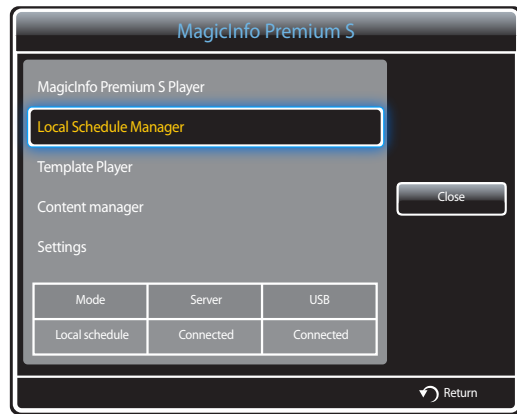 MagicInfo Premium S
MagicInfo Premium S Player
Local Schedule Manager
Template Player
Content manager
Settings
Close
Mode Server USB
Local schedule Connected Connected
Return